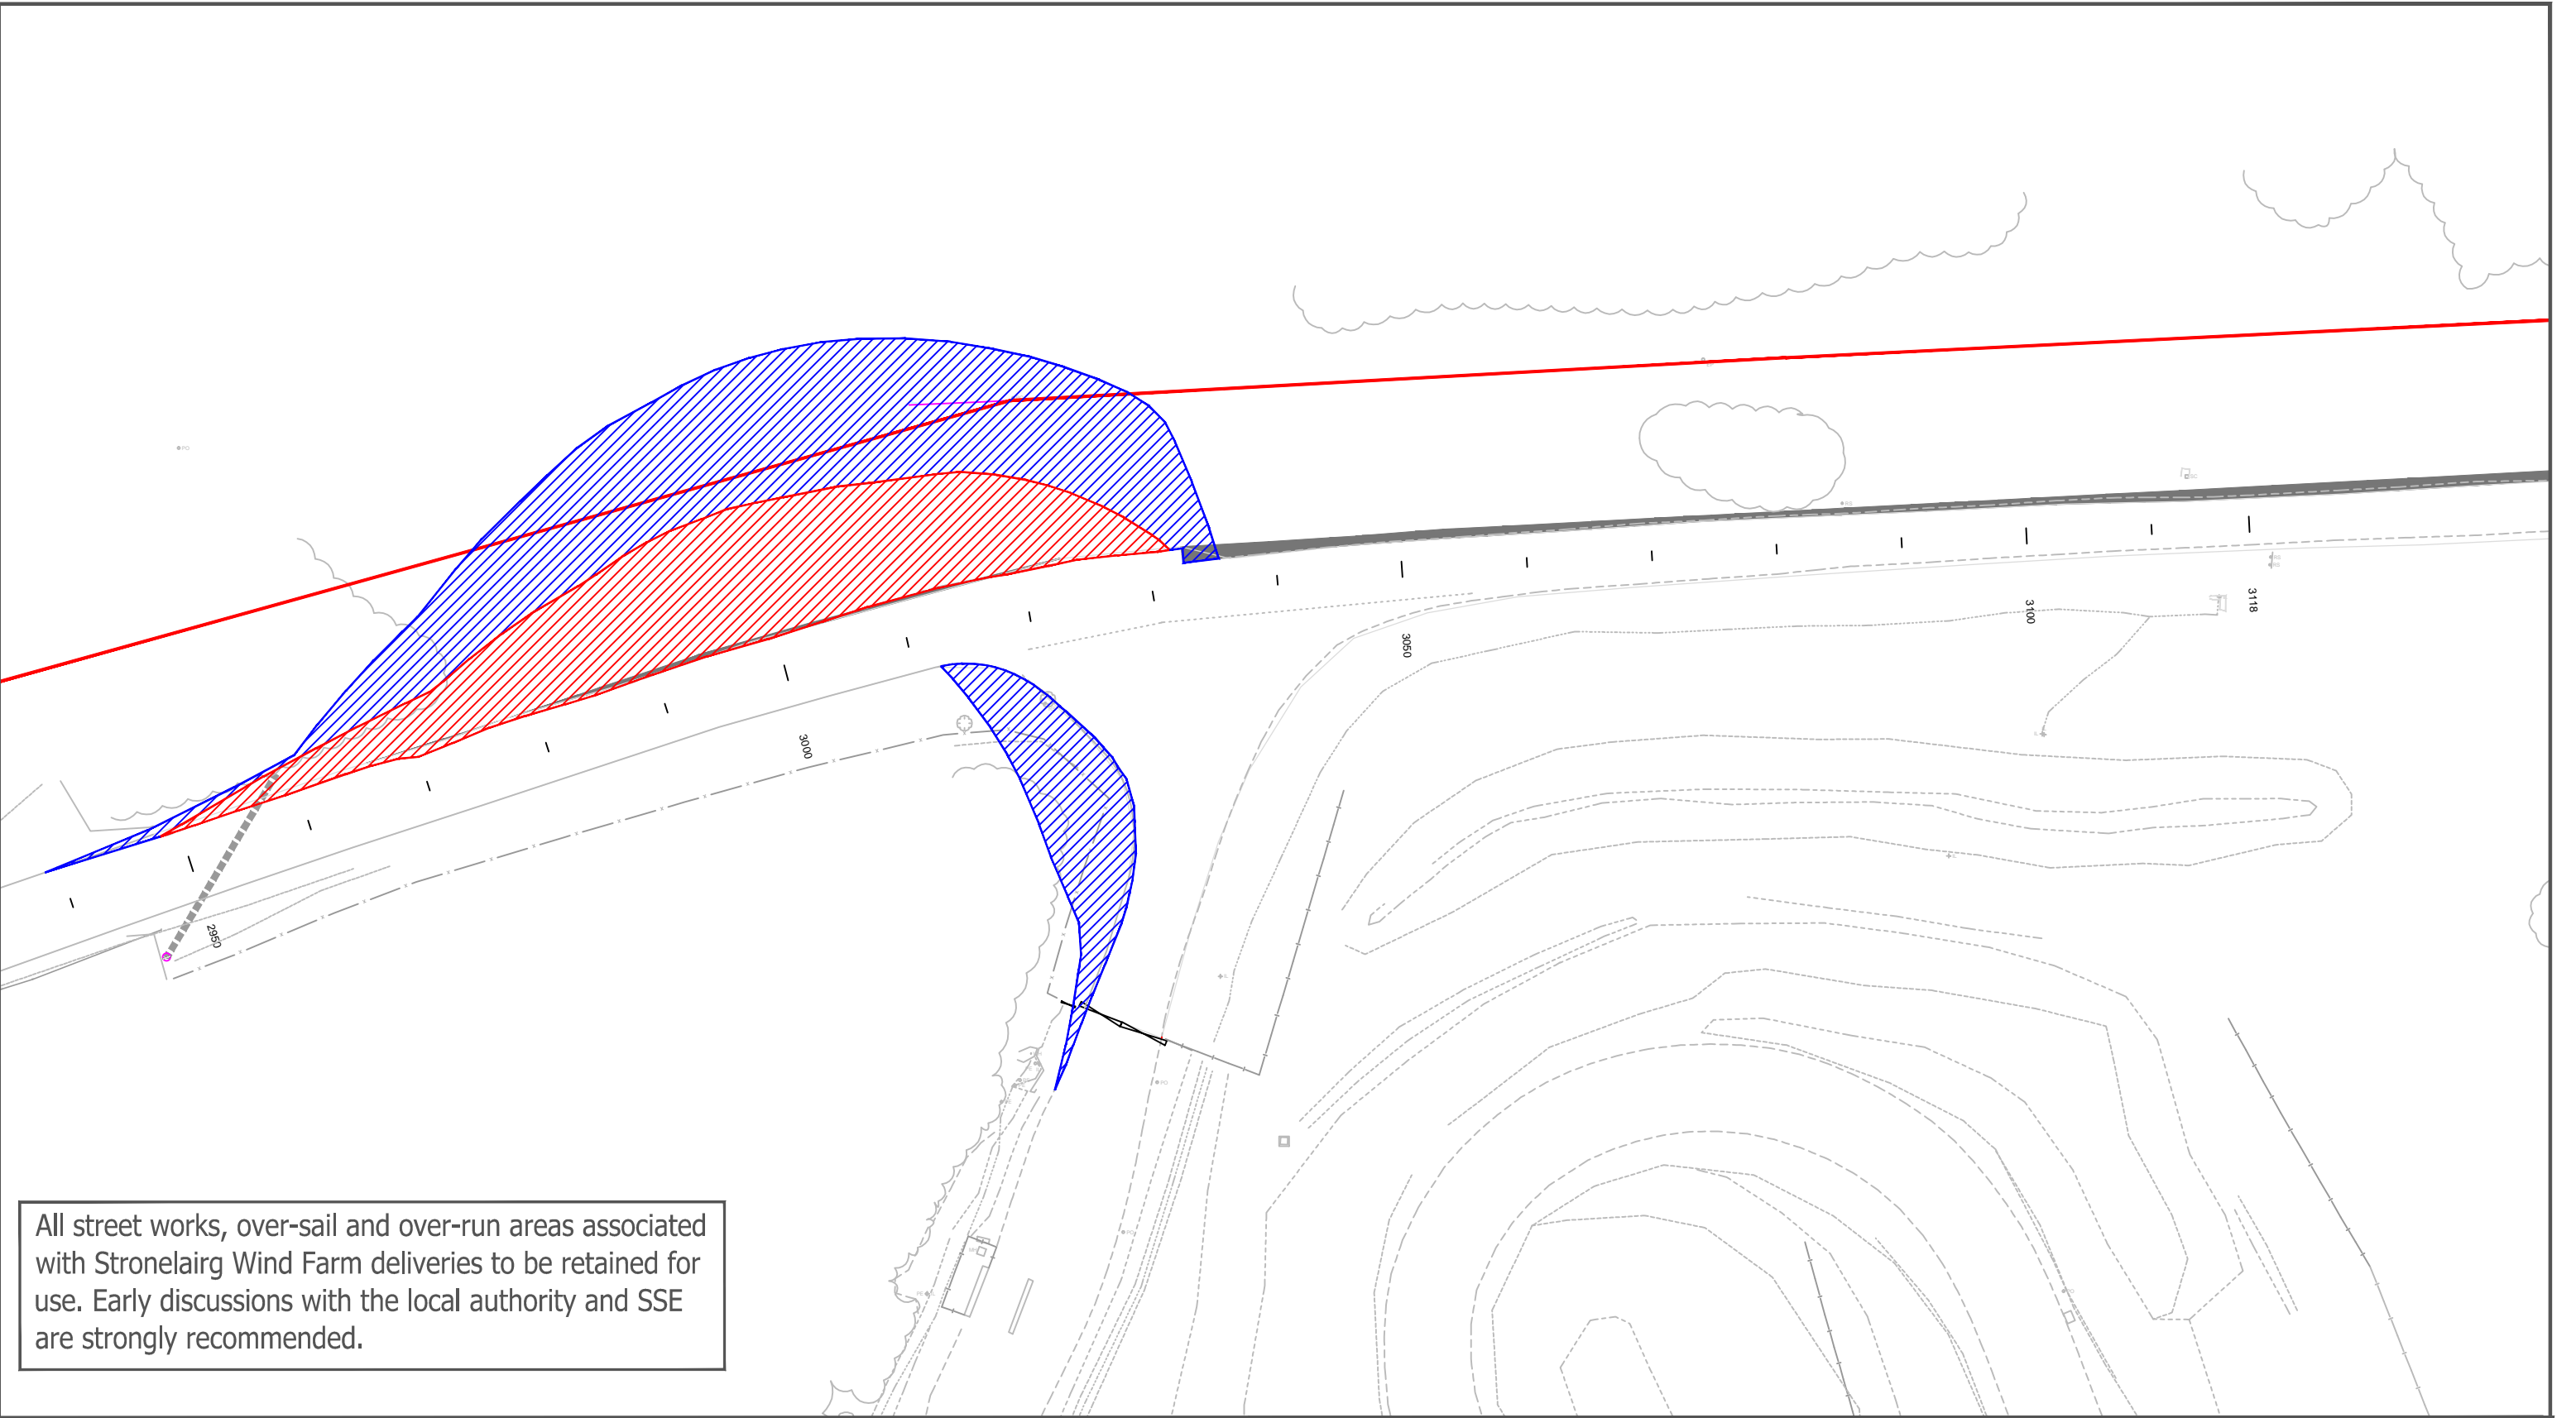 3118
3100
3050
3000
2950
All street works, over-sail and over-run areas associated
with Stronelairg Wind Farm deliveries to be retained for
use. Early discussions with the local authority and SSE
are strongly recommended.